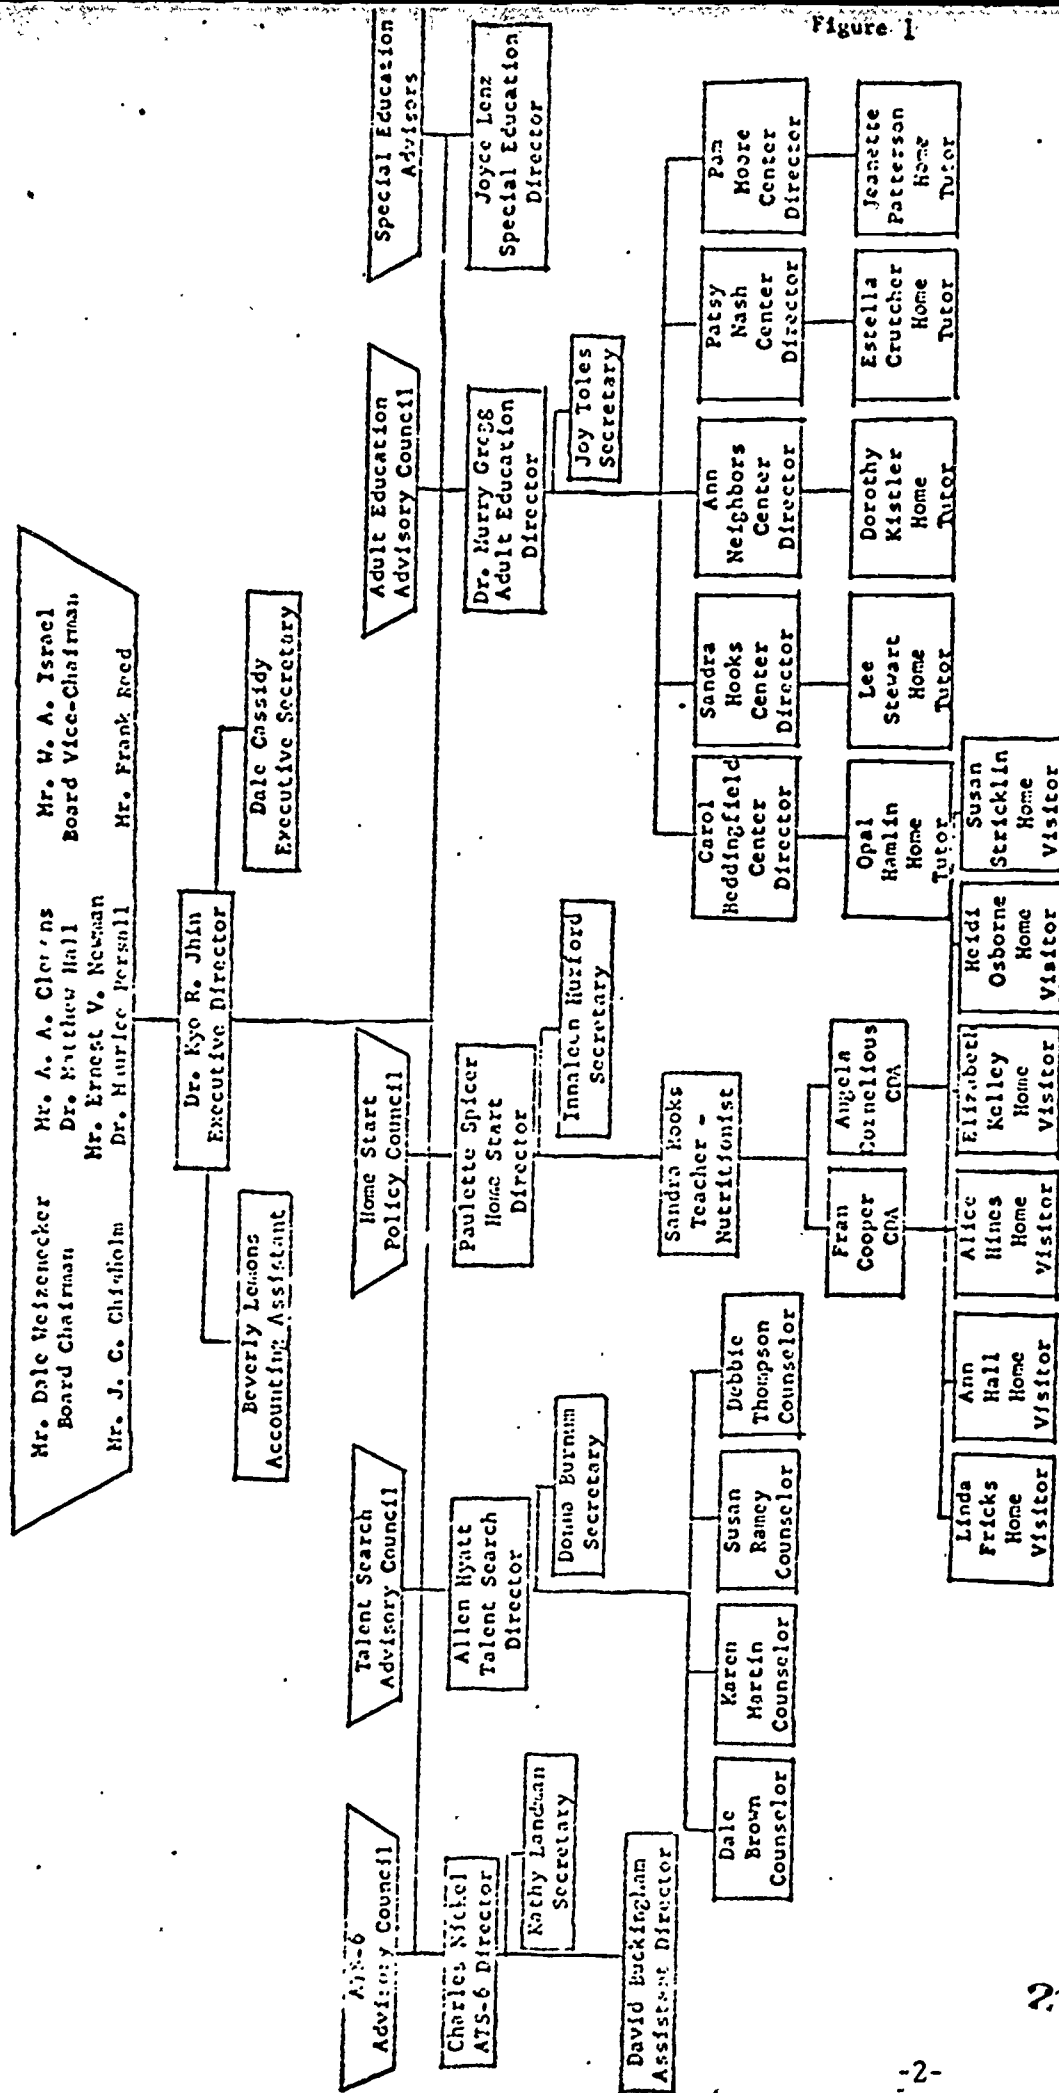 Figure 1
Mr. Dale Weizenecker
Board Chairman
Mr. J. C. Chisholm
Mr. A. A. Clemens
Dr. Matthew Hall
Mr. Ernest V. Newman
Dr. Maurice Persall
Mr. W. A. Israel
Board Vice-Chairman
Mr. Frank Reed
Dr. Kyo R. Jhin
Executive Director
Beverly Lemons
Accounting Assistant
Dale Cassidy
Executive Secretary
ATS-6
Advisory Council
Talent Search
Advisory Council
Home Start
Policy Council
Adult Education
Advisory Council
Special Education
Advisors
Charles Nickel
ATS-6 Director
Allen Hyatt
Talent Search
Director
Paulette Spicer
Home Start
Director
Dr. Murry Gregg
Adult Education
Director
Joyce Lenz
Special Education
Director
Kathy Landman
Secretary
Donna Burnum
Secretary
Hurford
Secretary
Joy Toles
Secretary
David Buckingham
Assistant Director
Dale
Brown
Counselor
Karen
Martin
Counselor
Susan
Ramey
Counselor
Debbie
Thompson
Counselor
Sandra Hooks
Teacher -
Nutritionist
Fran
Cooper
CDA
Angela
Cornelious
CDA
Linda
Fricks
Home
Visitor
Ann
Hall
Home
Visitor
Alice
Hines
Home
Visitor
Elizabeth
Kelley
Home
Visitor
Heidi
Osborne
Home
Visitor
Susan
Stricklin
Home
Visitor
Carol
Reddingfield
Center
Director
Sandra
Hooks
Center
Director
Ann
Neighbors
Center
Director
Patsy
Nash
Center
Director
Pam
Moore
Center
Director
Opal
Hamlin
Home
Tutor
Lee
Stewart
Home
Tutor
Dorothy
Kistler
Home
Tutor
Estella
Crutcher
Home
Tutor
Jeanette
Patterson
Home
Tutor
-2-
2